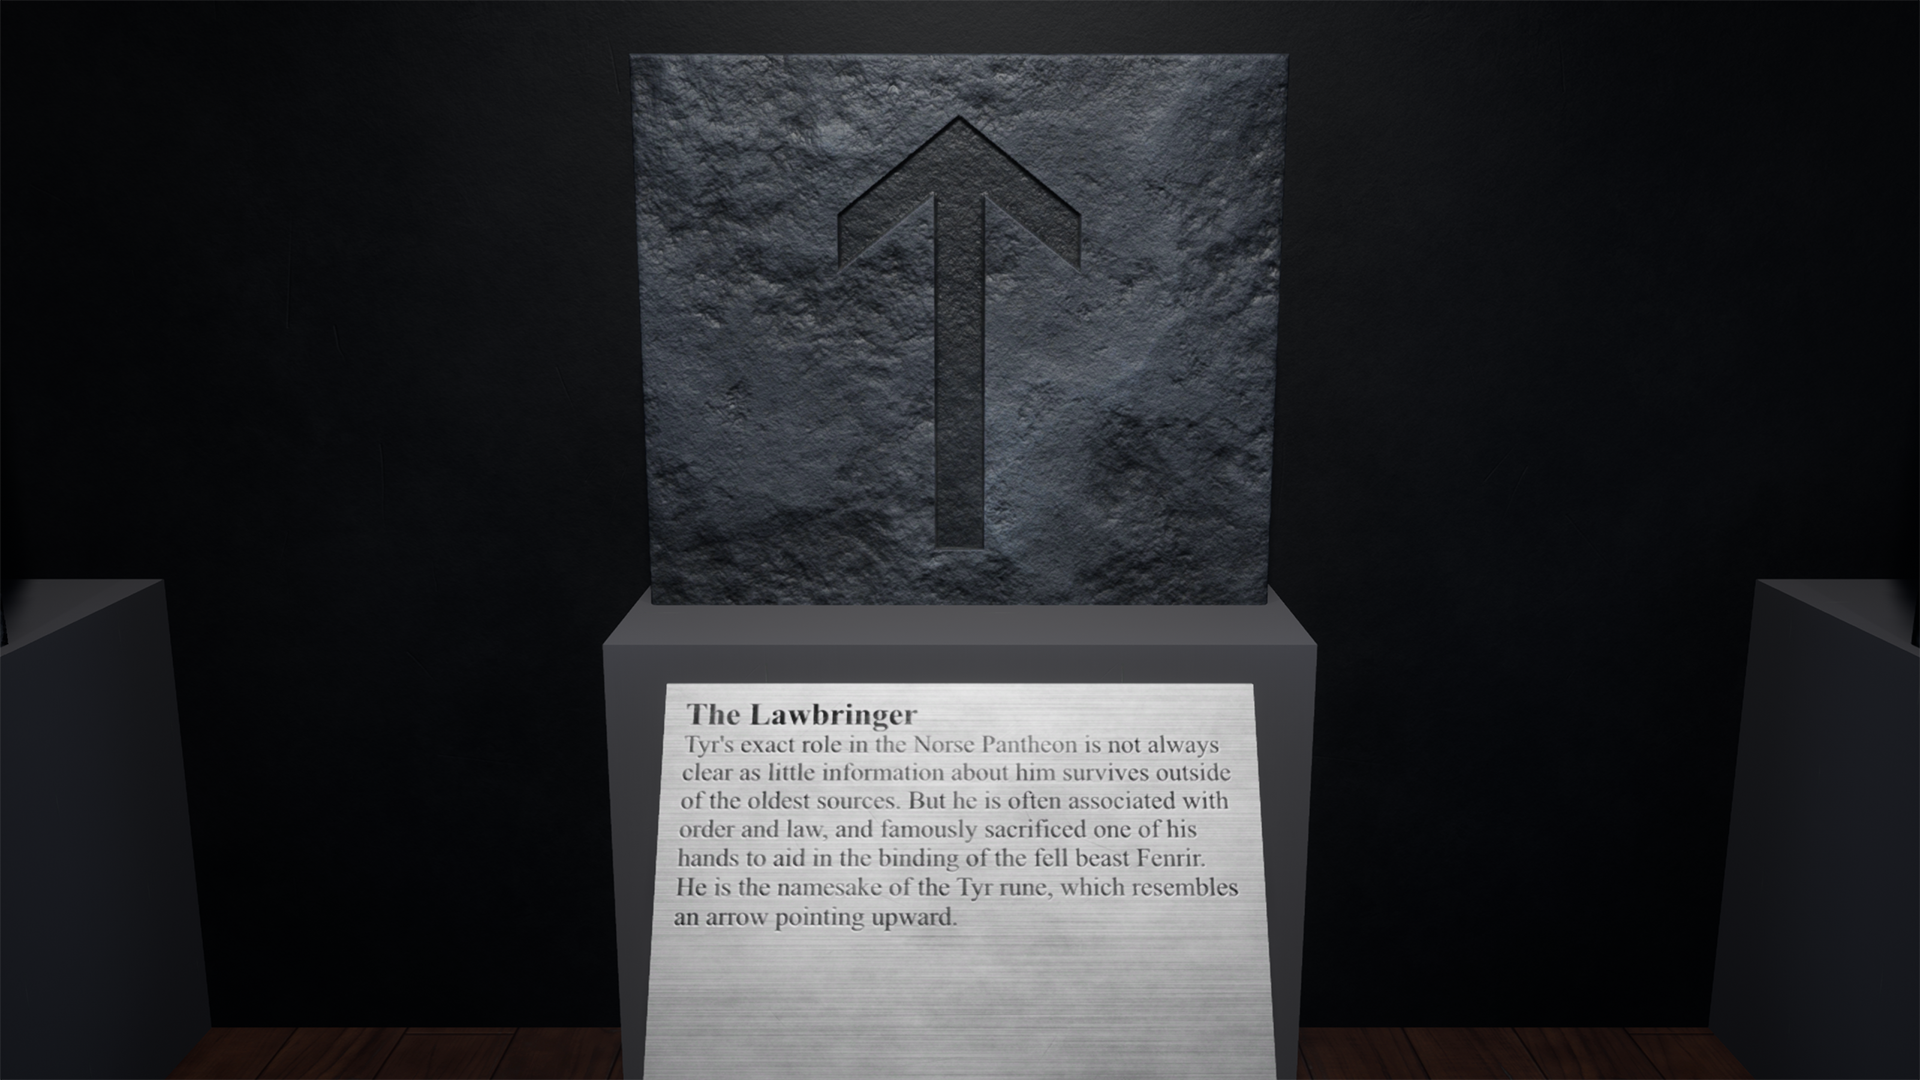 The Lawbringer
Tyr's exact role in the Norse Pantheon is not always
clear as little information about him survives outside
of the oldest sources. But he is often associated with
order and law, and famously sacrificed one of his
hands to aid in the binding of the fell beast Fenrir.
He is the namesake of the Tyr rune, which resembles
an arrow pointing upward.